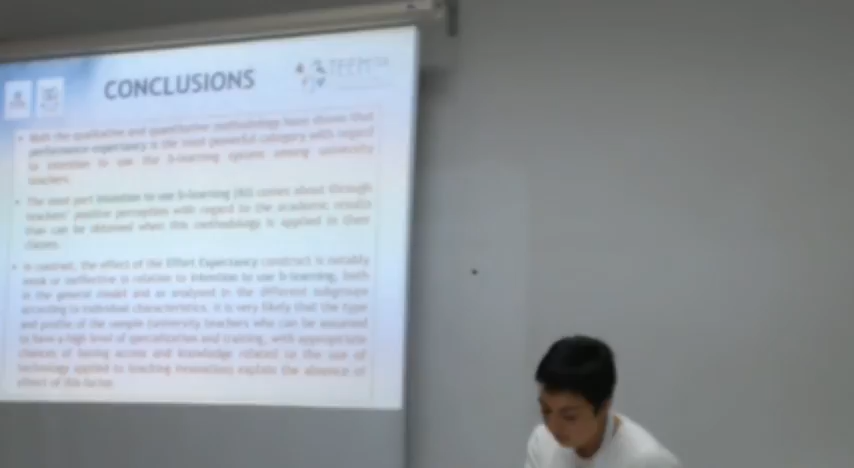 CONCLUSIONS
Both the qualitative and quantitative methodology have shown that
performance expectancy is the most powerful category with regard
to intention to use the b-learning system among university
teachers.
The most part intention to use b-learning (BI) comes about through
teachers' positive perception with regard to the academic results
that can be obtained when this methodology is applied in their
classes.
In contrast, the effect of the Effort Expectancy construct is notably
weak or ineffective in relation to intention to use b-learning, both
in the general model and as analysed in the different subgroups
according to individual characteristics. It is very likely that the type
and profile of the sample (university teachers who can be assumed
to have a high level of specialization and training, with appropriate
chances of having access and knowledge related to the use of
technology applied to teaching innovation) explain the absence of
effect of this factor.